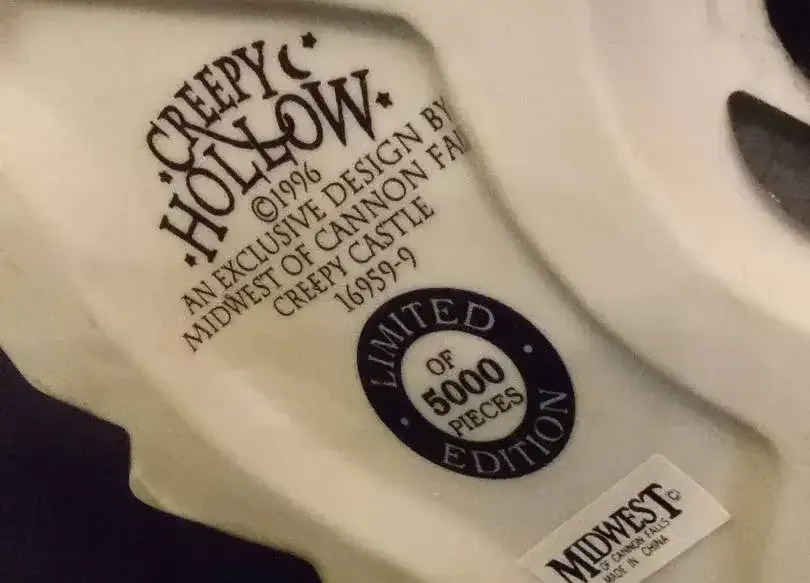 CREEPY
HOLLOW
©1996
AN EXCLUSIVE DESIGN BY
MIDWEST OF CANNON FAL
CREEPY CASTLE
16959-9
LIMITED
OF
5000
PIECES
EDITION
MIDWEST©
OF CANNON FALLS
MADE IN CHINA